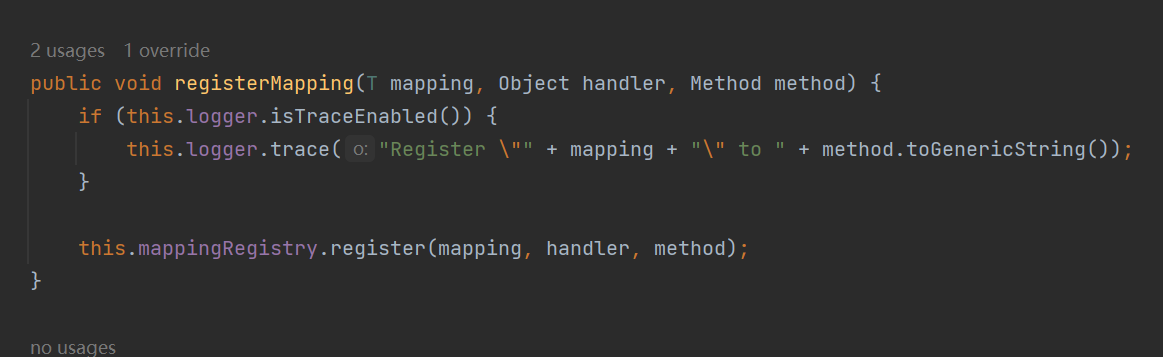 2 usages 1 override
public void registerMapping(T mapping, Object handler, Method method) {
if (this.logger.isTraceEnabled()) {
this.logger.trace( o: "Register \"" + mapping + "\" to " + method.toGenericString());
}
this.mappingRegistry.register(mapping, handler, method);
}
no usages